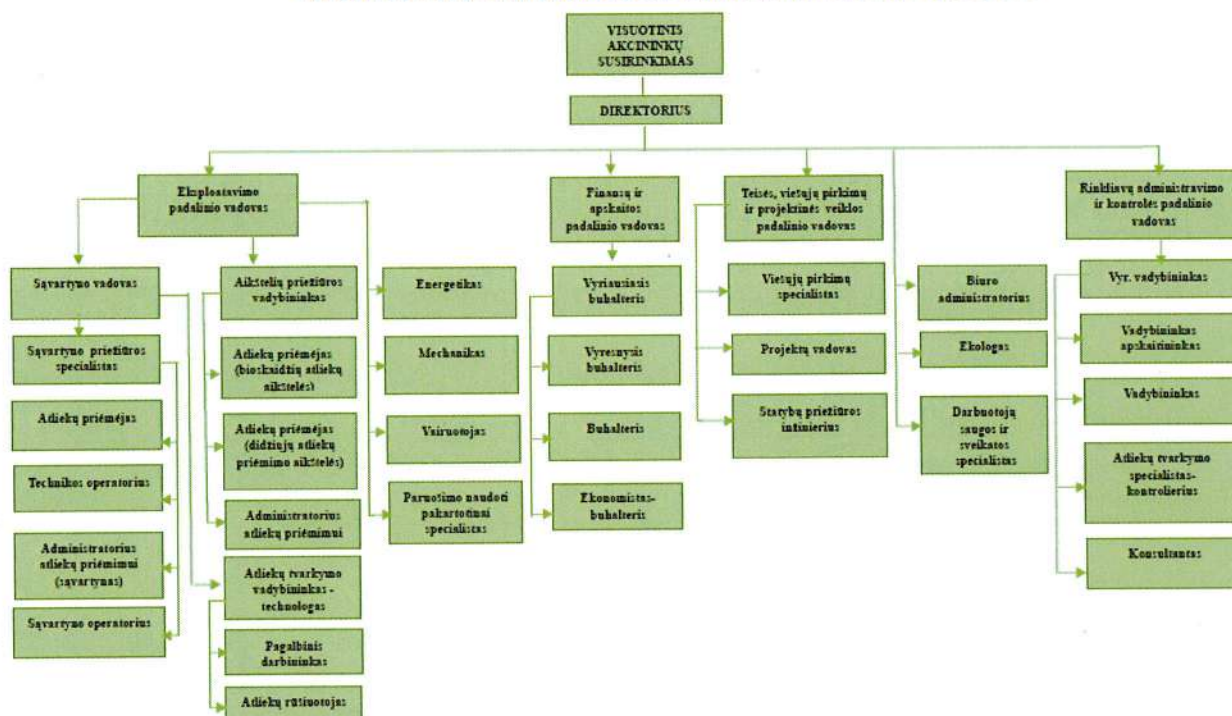 VISUOTINIS
AKCININKŲ
SUSIRINKIMAS
DIREKTORIUS
Eksploatavimo
padalinio vadovas
Finansų ir
apskaitos
padalinio vadovas
Teisės, viešųjų pirkimų
ir projektinės veiklos
padalinio vadovas
Rinkliavų administravimo
ir kontrolės padalinio
vadovas
Sąvartyno vadovas
Aikštelių priežiūros
vadybininkas
Energetikas
Vyriausiasis
buhalteris
Viešųjų pirkimų
specialistas
Biuro
administratorius
Vyr. vadybininkas
Sąvartyno priežiūros
specialistas
Atliekų priėmėjas
(bioskaidžių atliekų
aikštelės)
Mechanikas
Vyresnysis
buhalteris
Projektų vadovas
Ekologas
Vadybininkas
apskaitininkas
Atliekų priėmėjas
Atliekų priėmėjas
(didžiųjų atliekų
priėmimo aikštelės)
Vairuotojas
Buhalteris
Statybų priežiūros
inžinierius
Darbuotojų
saugos ir
sveikatos
specialistas
Vadybininkas
Technikos operatorius
Administratorius
atliekų priėmimui
Paruošimo naudoti
pakartotinai
specialistas
Ekonomistas-
buhalteris
Atliekų tvarkymo
specialistas-
kontrolierius
Administratorius
atliekų priėmimui
(sąvartynas)
Atliekų tvarkymo
vadybininkas -
technologas
Konsultantas
Sąvartyno operatorius
Pagalbinis
darbininkas
Atliekų rūšiuotojas